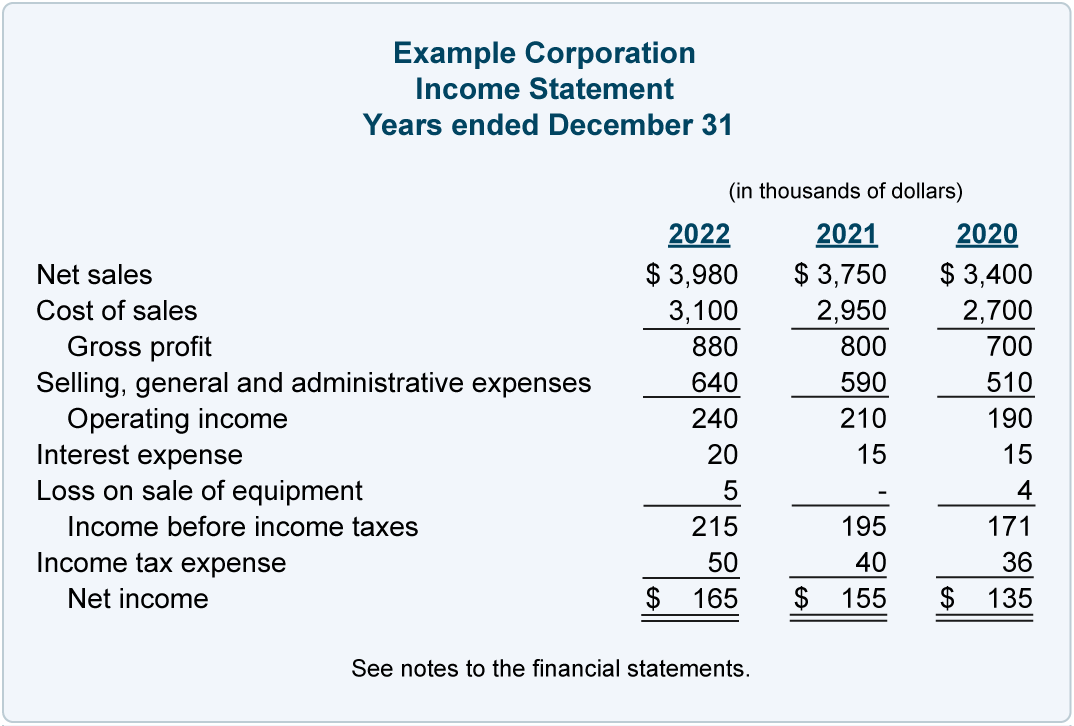 Example Corporation
Income Statement
Years ended December 31
(in thousands of dollars)
2022 2021 2020
Net sales $ 3,980 $ 3,750 $ 3,400
Cost of sales 3,100 2,950 2,700
Gross profit 880 800 700
Selling, general and administrative expenses 640 590 510
Operating income 240 210 190
Interest expense 20 15 15
Loss on sale of equipment 5 - 4
Income before income taxes 215 195 171
Income tax expense 50 40 36
Net income $ 165 $ 155 $ 135
See notes to the financial statements.